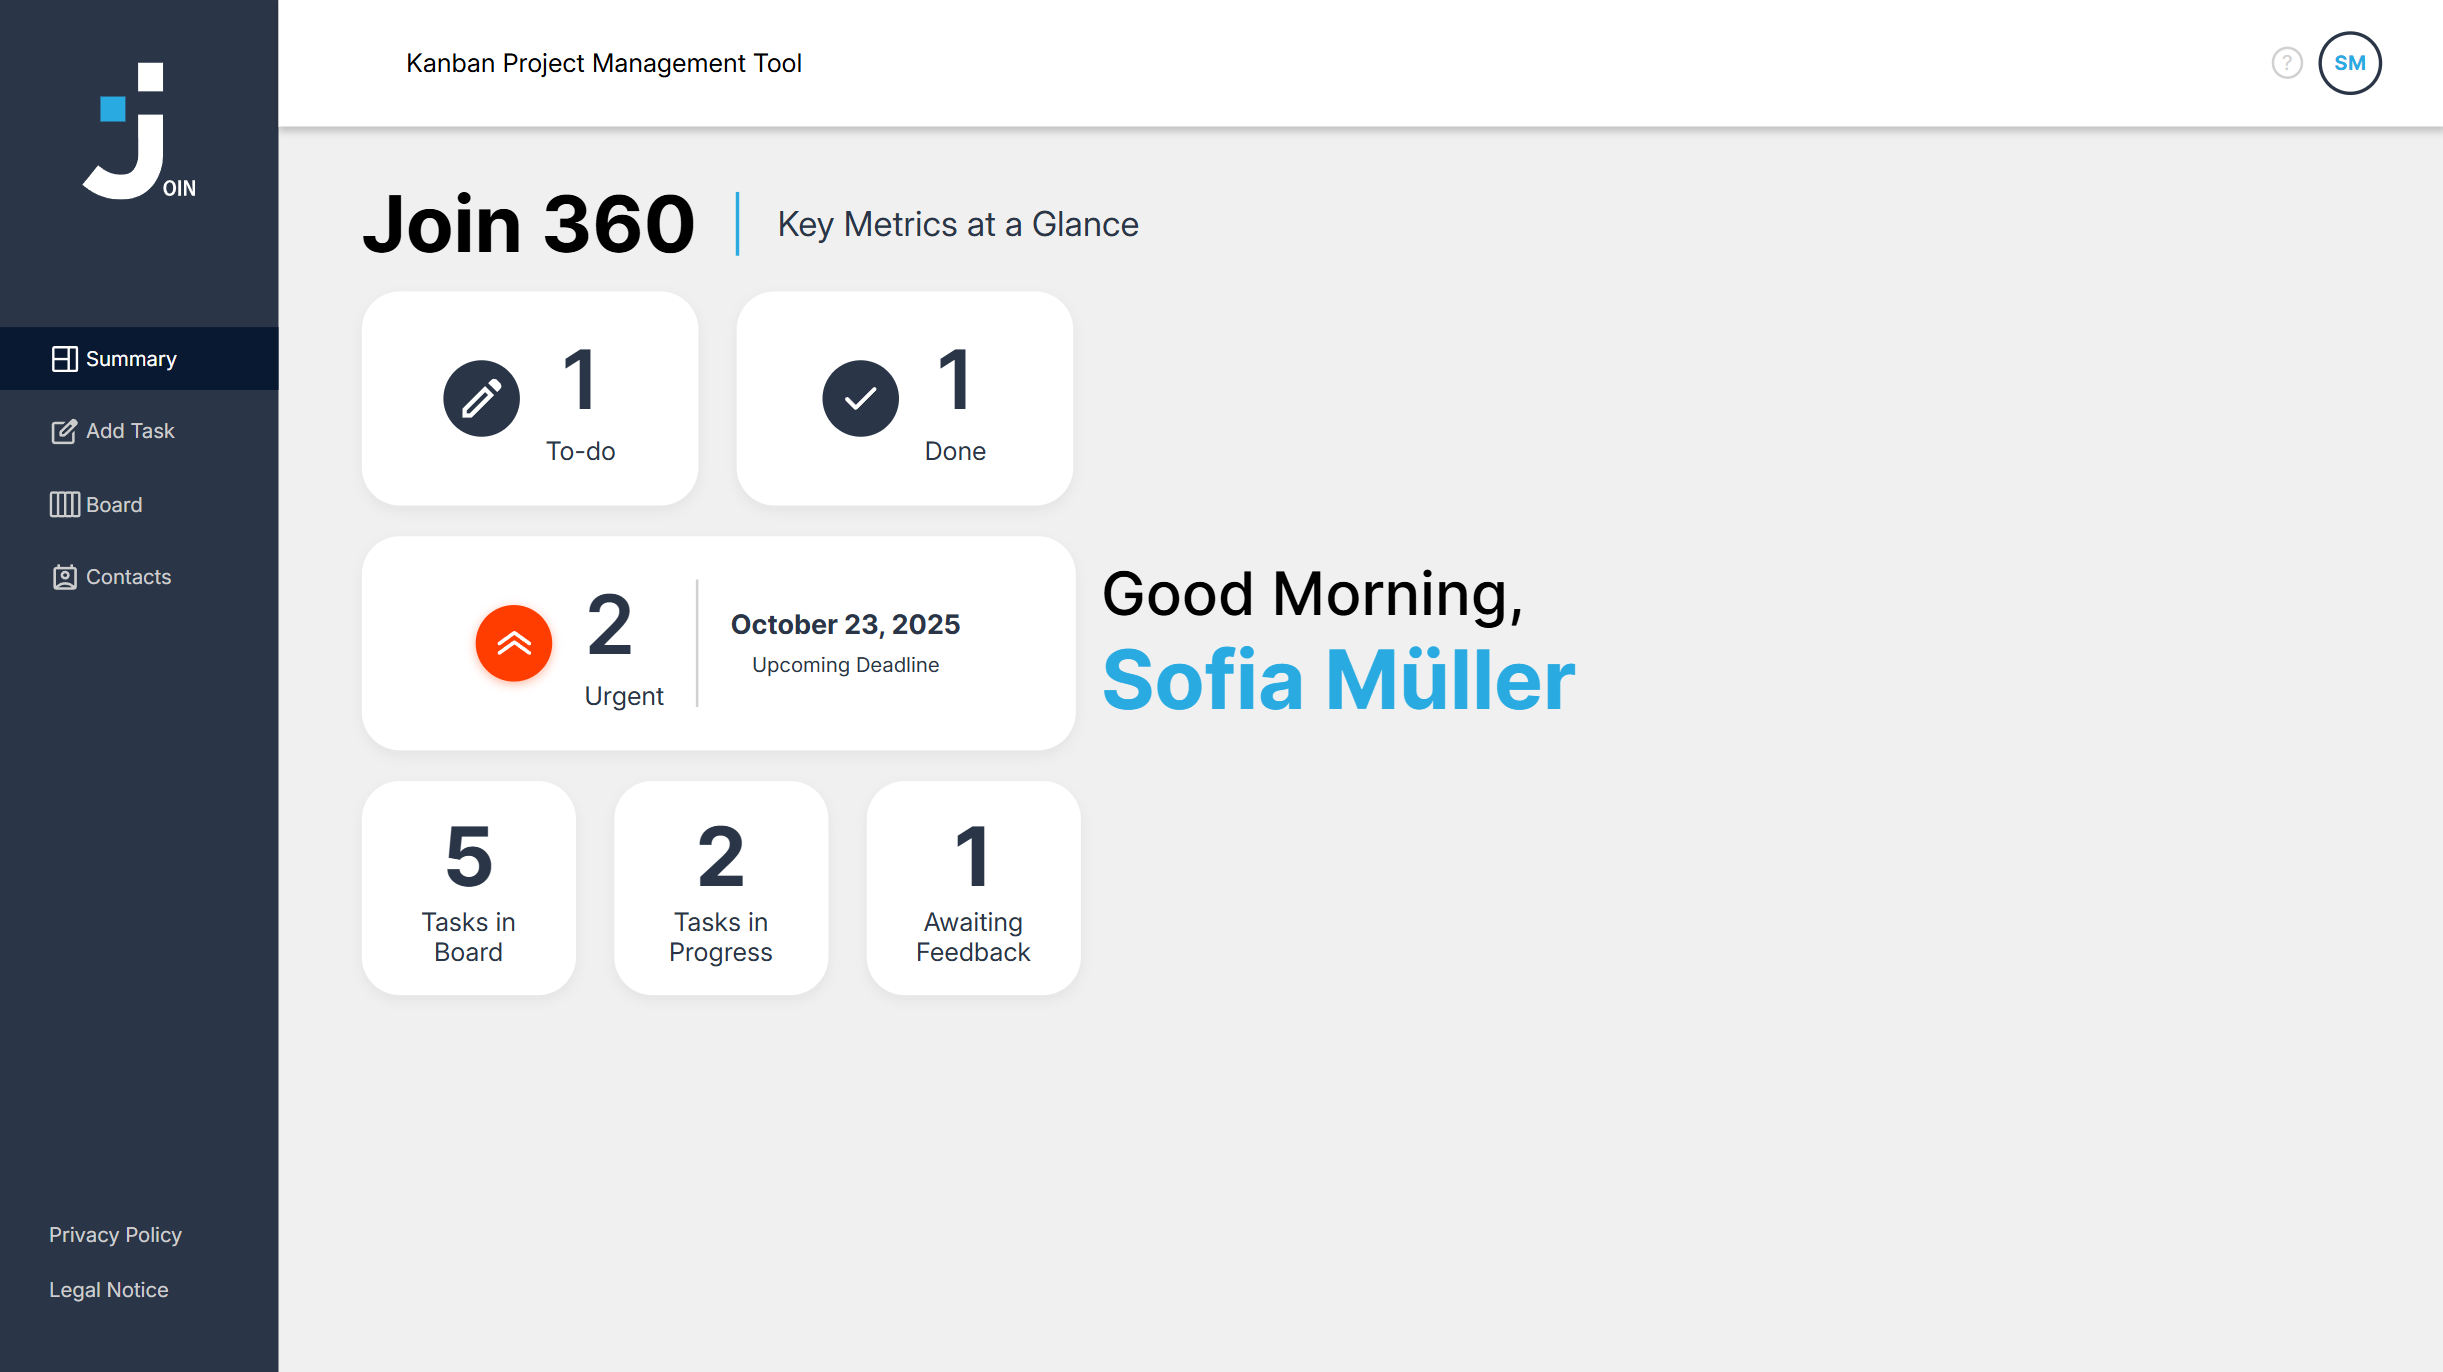 OIN
Kanban Project Management Tool
?
SM
Summary
Add Task
Board
Contacts
Privacy Policy
Legal Notice
Join 360
Key Metrics at a Glance
1
To-do
1
Done
2
Urgent
October 23, 2025
Upcoming Deadline
5
Tasks in
Board
2
Tasks in
Progress
1
Awaiting
Feedback
Good Morning,
Sofia Müller